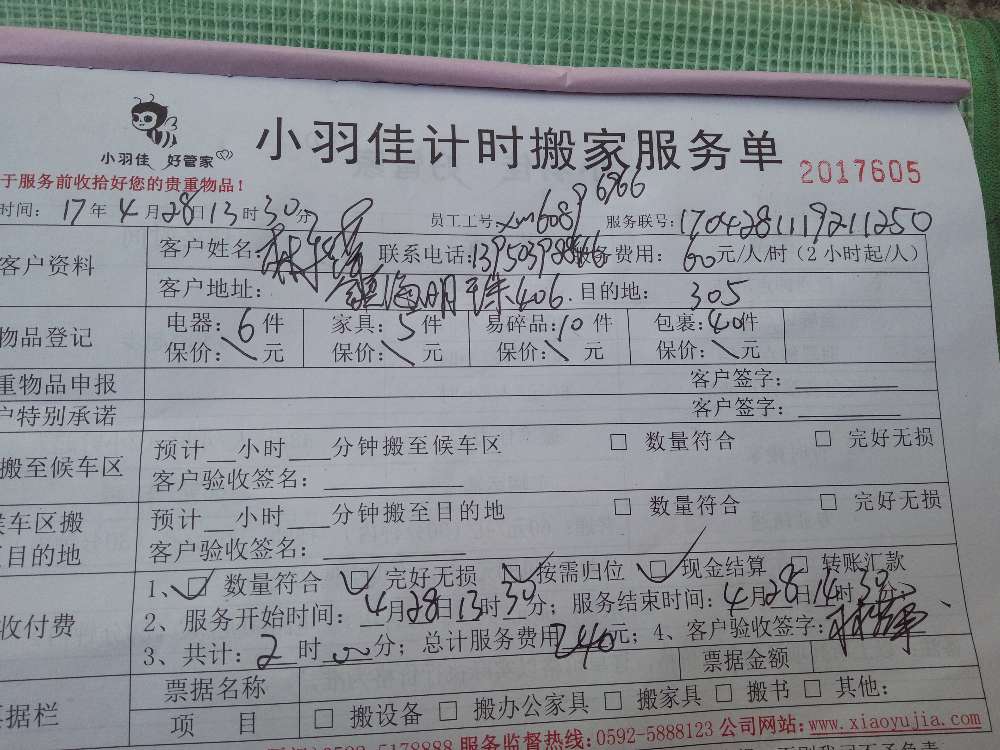 小羽佳 好管家
小羽佳计时搬家服务单
2017605
于服务前收拾好您的贵重物品！
时间：17年4月28日13时30分 员工工号： 服务联号：1704281119211250
客户资料
客户姓名： 联系电话： 服务费用：60元/人/时（2小时起/人）
客户地址： 406 目的地：305
物品登记
电器：6件 家具：5件 易碎品：10件 包裹：40件
保价：\元 保价：\元 保价：\元 保价：\元
重物品申报 客户签字：
户特别承诺 客户签字：
搬至候车区
预计 小时 分钟搬至候车区 □ 数量符合 □ 完好无损
客户验收签名：
候车区搬
目的地
预计 小时 分钟搬至目的地 □ 数量符合 □ 完好无损
客户验收签名：
收付费
1、☑ 数量符合 ☑ 完好无损 ☑ 按需归位 ☑ 现金结算 □ 转账汇款
2、服务开始时间：4月28日13时30分；服务结束时间：4月28日14时30分；
3、共计：2时00分；总计服务费用240元；4、客户验收签字：
票据栏
票据名称 票据金额
项 目 □ 搬设备 □ 搬办公家具 □ 搬家具 □ 搬书 □ 其他：
0592-5178888 服务监督热线：0592-5888123 公司网站：www.xiaoyujia.com